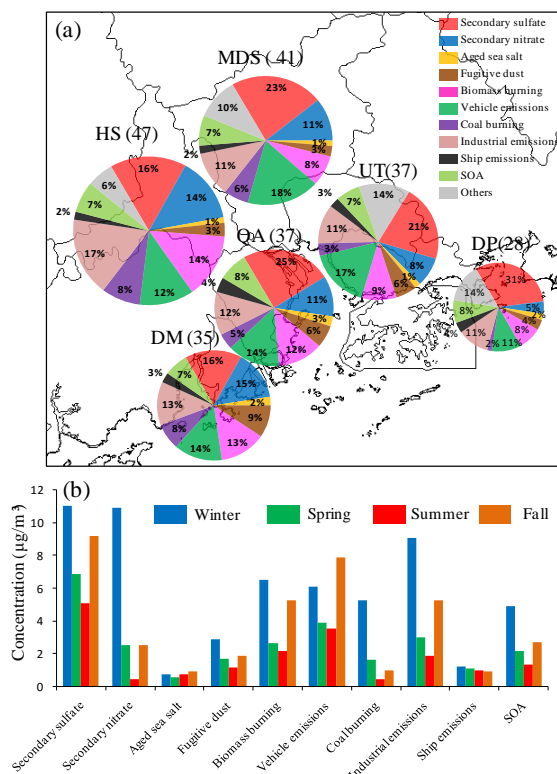 (a)
MDS ( 41)
HS (47)
UT(37)
QA (37)
DP(28)
DM (35)
Secondary sulfate
Secondary nitrate
Aged sea salt
Fugitive dust
Biomass burning
Vehicle emissions
Coal burning
Industrial emissions
Ship emissions
SOA
Others
23%
11%
1%
3%
8%
18%
6%
11%
2%
7%
10%
16%
14%
1%
3%
14%
12%
8%
17%
2%
7%
6%
21%
8%
1%
6%
9%
17%
3%
11%
3%
7%
14%
25%
11%
3%
6%
12%
14%
5%
12%
4%
8%
31%
5%
2%
4%
8%
11%
2%
11%
4%
8%
14%
16%
15%
2%
9%
13%
14%
8%
13%
3%
7%
(b)
Winter
Spring
Summer
Fall
Concentration (μg/m³)
12
10
8
6
4
2
0
Secondary sulfate
Secondary nitrate
Aged sea salt
Fugitive dust
Biomass burning
Vehicle emissions
Coal burning
Industrial emissions
Ship emissions
SOA